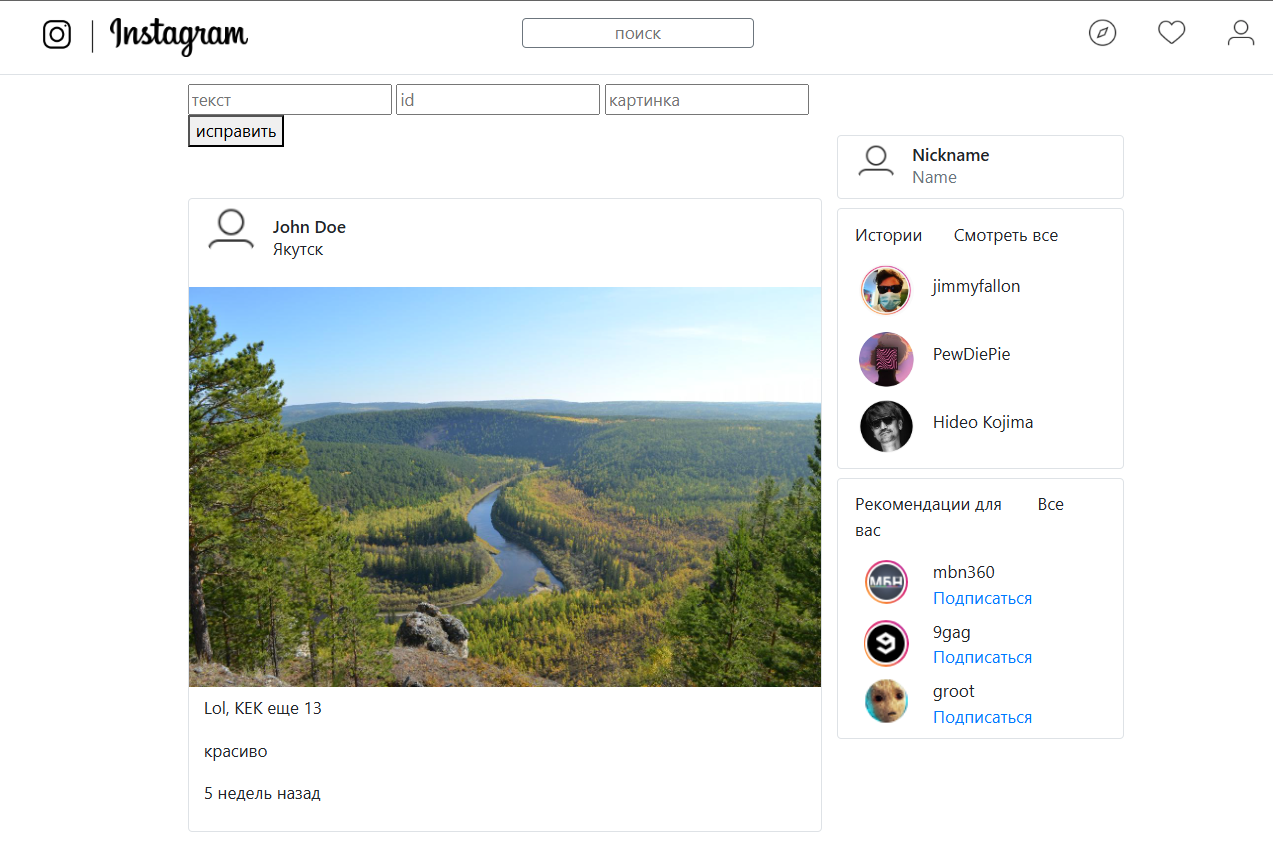 Instagram
поиск
текст
id
картинка
исправить
Nickname
Name
John Doe
Якутск
Истории
Смотреть все
jimmyfallon
PewDiePie
Hideo Kojima
Рекомендации для
вас
Все
МБН
mbn360
Подписаться
9gag
Подписаться
groot
Подписаться
Lol, КЕК еще 13
красиво
5 недель назад